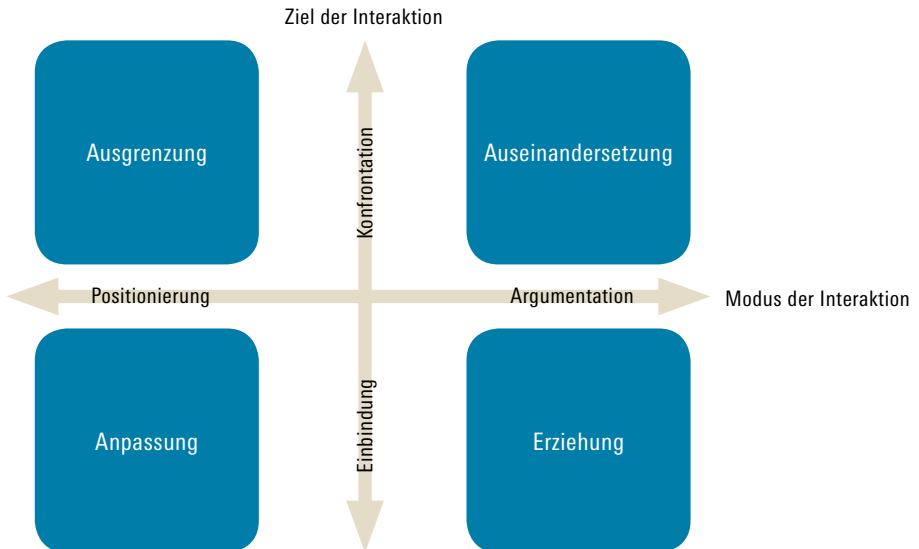 Ziel der Interaktion
Ausgrenzung
Konfrontation
Auseinandersetzung
Positionierung
Argumentation
Modus der Interaktion
Anpassung
Einbindung
Erziehung